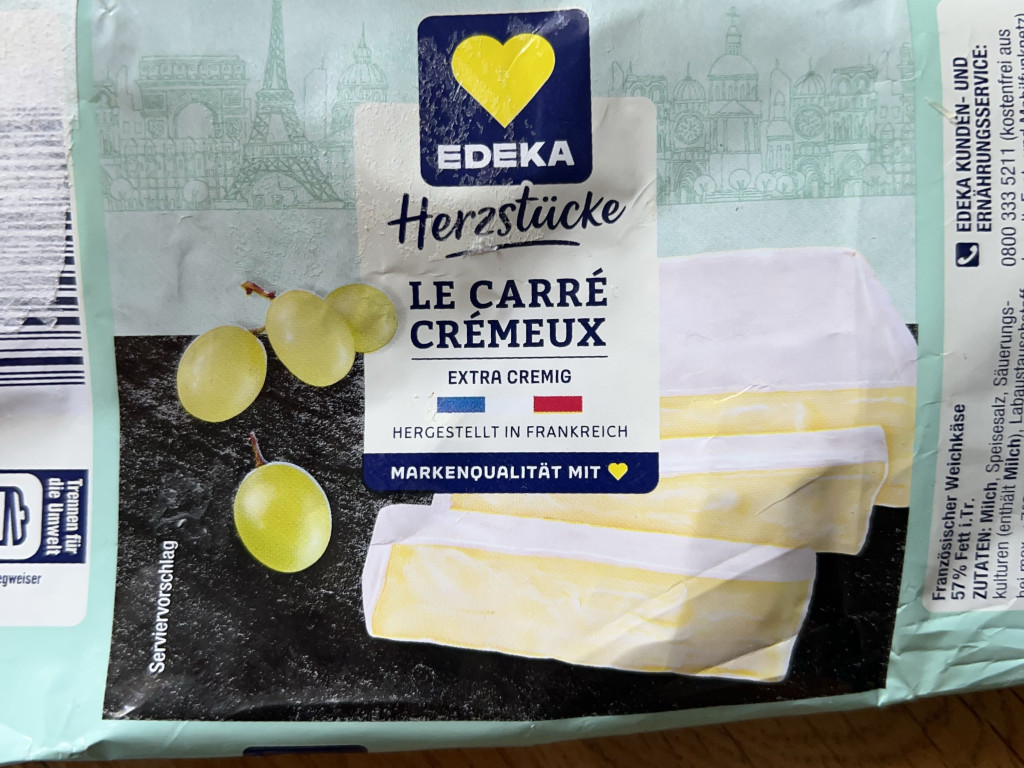 EDEKA
Herzstücke
LE CARRÉ
CRÉMEUX
EXTRA CREMIG
HERGESTELLT IN FRANKREICH
MARKENQUALITÄT MIT
Serviervorschlag
Trennen für
die Umwelt
egweiser
EDEKA KUNDEN- UND
ERNÄHRUNGSSERVICE:
0800 333 5211 (kostenfrei aus
Französischer Weichkäse
57 % Fett i.Tr.
ZUTATEN: Milch, Speisesalz, Säuerungs-
kulturen (enthält Milch), Labaustauschstoff